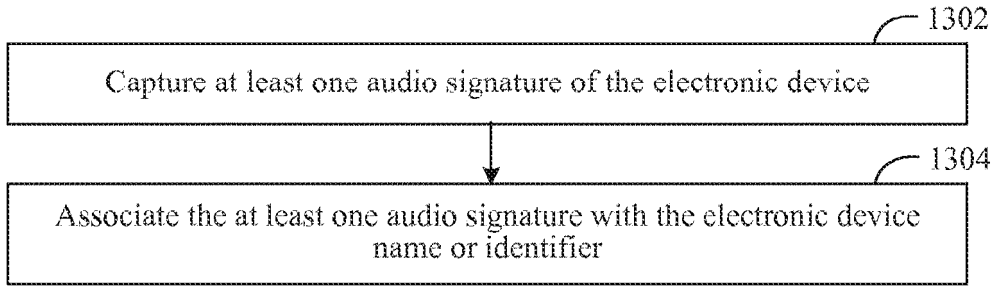 1302
Capture at least one audio signature of the electronic device
1304
Associate the at least one audio signature with the electronic device
name or identifier